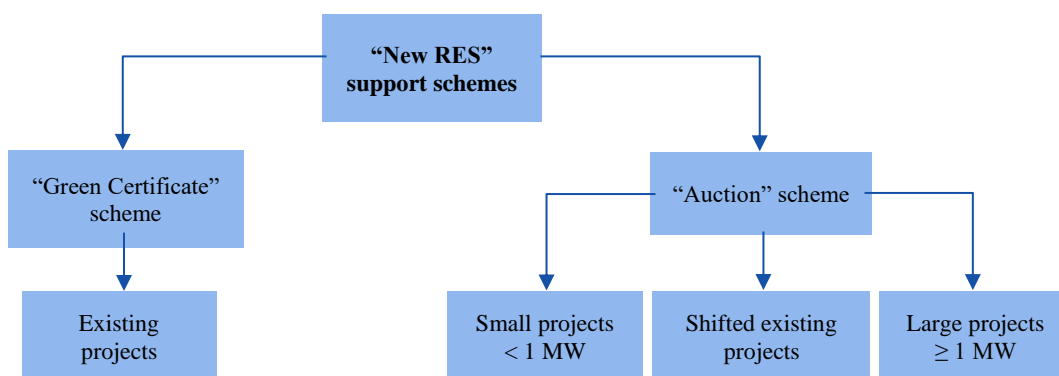 “New RES”
support schemes
“Green Certificate”
scheme
“Auction” scheme
Existing
projects
Small projects
< 1 MW
Shifted existing
projects
Large projects
≥ 1 MW